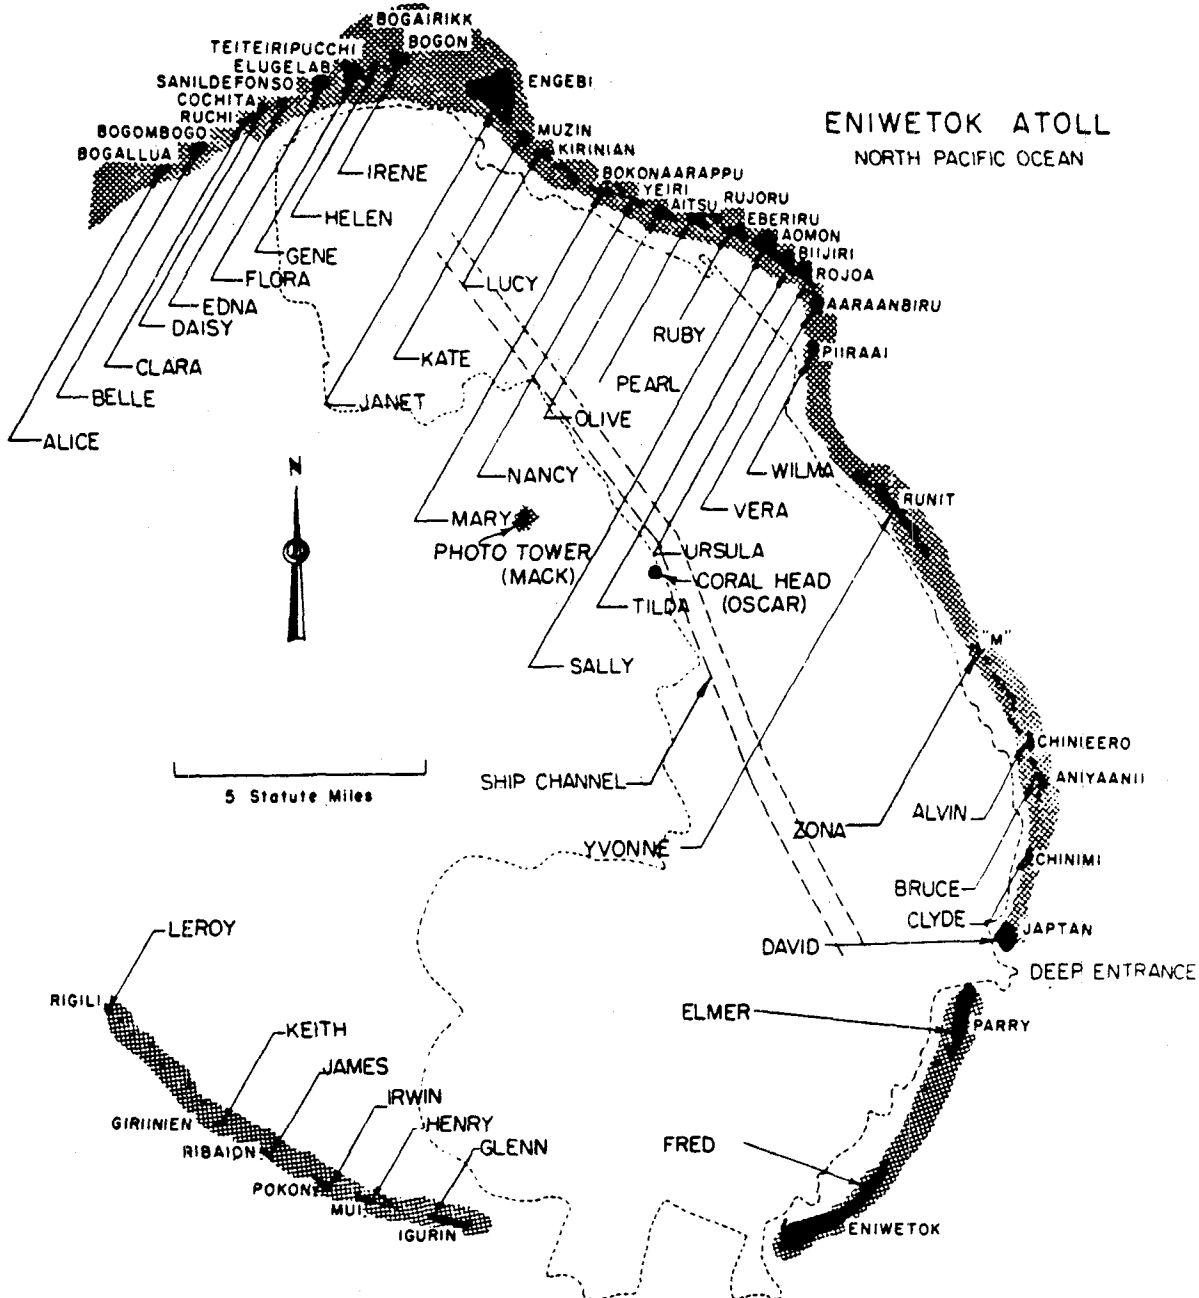 BOGAIRIKK
BOGON
TEITEIRIPUCCHI
ELUGELAB
SANILDEFONSO
COCHITA
RUCHI
BOGOMBOGO
BOGALLUA
ENGEBI
ENIWETOK ATOLL
NORTH PACIFIC OCEAN
MUZIN
KIRINIAN
BOKONAARAPPU
YEIRI
AITSU
RUJORU
EBERIRU
AOMON
BIIJIRI
ROJOA
AARAANBIRU
PIIRAAI
IRENE
HELEN
GENE
FLORA
EDNA
DAISY
CLARA
BELLE
ALICE
LUCY
KATE
JANET
RUBY
PEARL
OLIVE
NANCY
MARY
WILMA
VERA
URSULA
TILDA
SALLY
N
PHOTO TOWER
(MACK)
CORAL HEAD
(OSCAR)
RUNIT
"M"
CHINIEERO
ANIYAANII
CHINIMI
JAPTAN
5 Statute Miles
SHIP CHANNEL
YVONNE
ZONA
ALVIN
BRUCE
CLYDE
DAVID
DEEP ENTRANCE
ELMER
PARRY
FRED
ENIWETOK
LEROY
RIGILI
KEITH
JAMES
IRWIN
HENRY
GLENN
GIRIINIEN
RIBAION
POKON
MUI
IGURIN